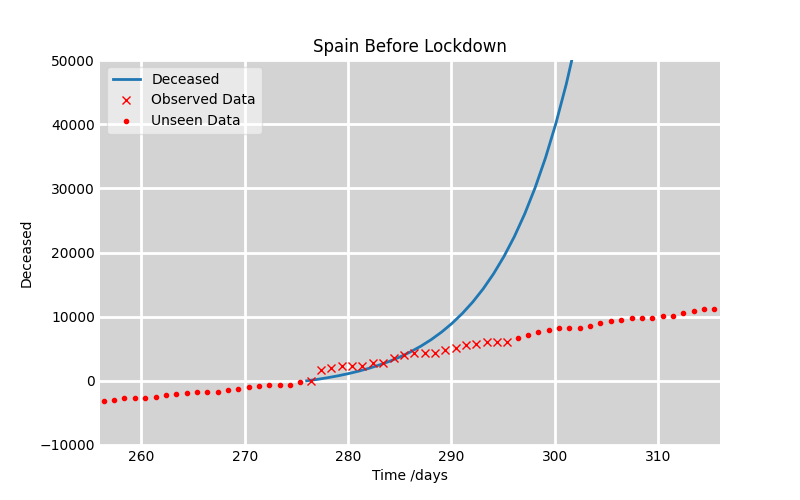 Spain Before Lockdown
50000
40000
30000
20000
10000
0
−10000
Deceased
Deceased
Observed Data
Unseen Data
260 270 280 290 300 310
Time /days